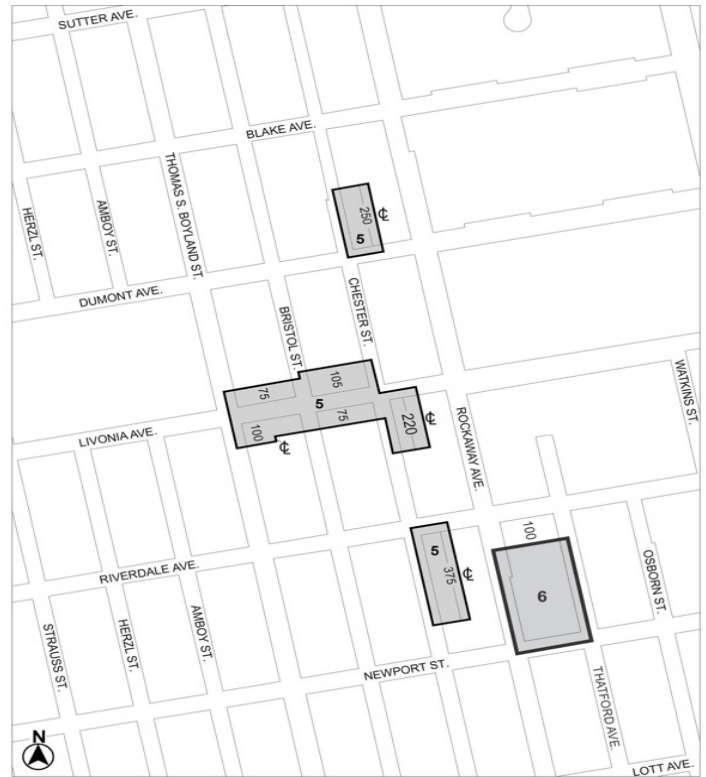 SUTTER AVE.
BLAKE AVE.
THOMAS S. BOYLAND ST.
HERZL ST.
AMBOY ST.
250
℄
5
DUMONT AVE.
BRISTOL ST.
CHESTER ST.
75
105
5
WATKINS ST.
100
75
220
℄
℄
LIVONIA AVE.
ROCKAWAY AVE.
5
375
℄
100
RIVERDALE AVE.
OSBORN ST.
6
STRAUSS ST.
HERZL ST.
AMBOY ST.
NEWPORT ST.
THATFORD AVE.
N
LOTT AVE.